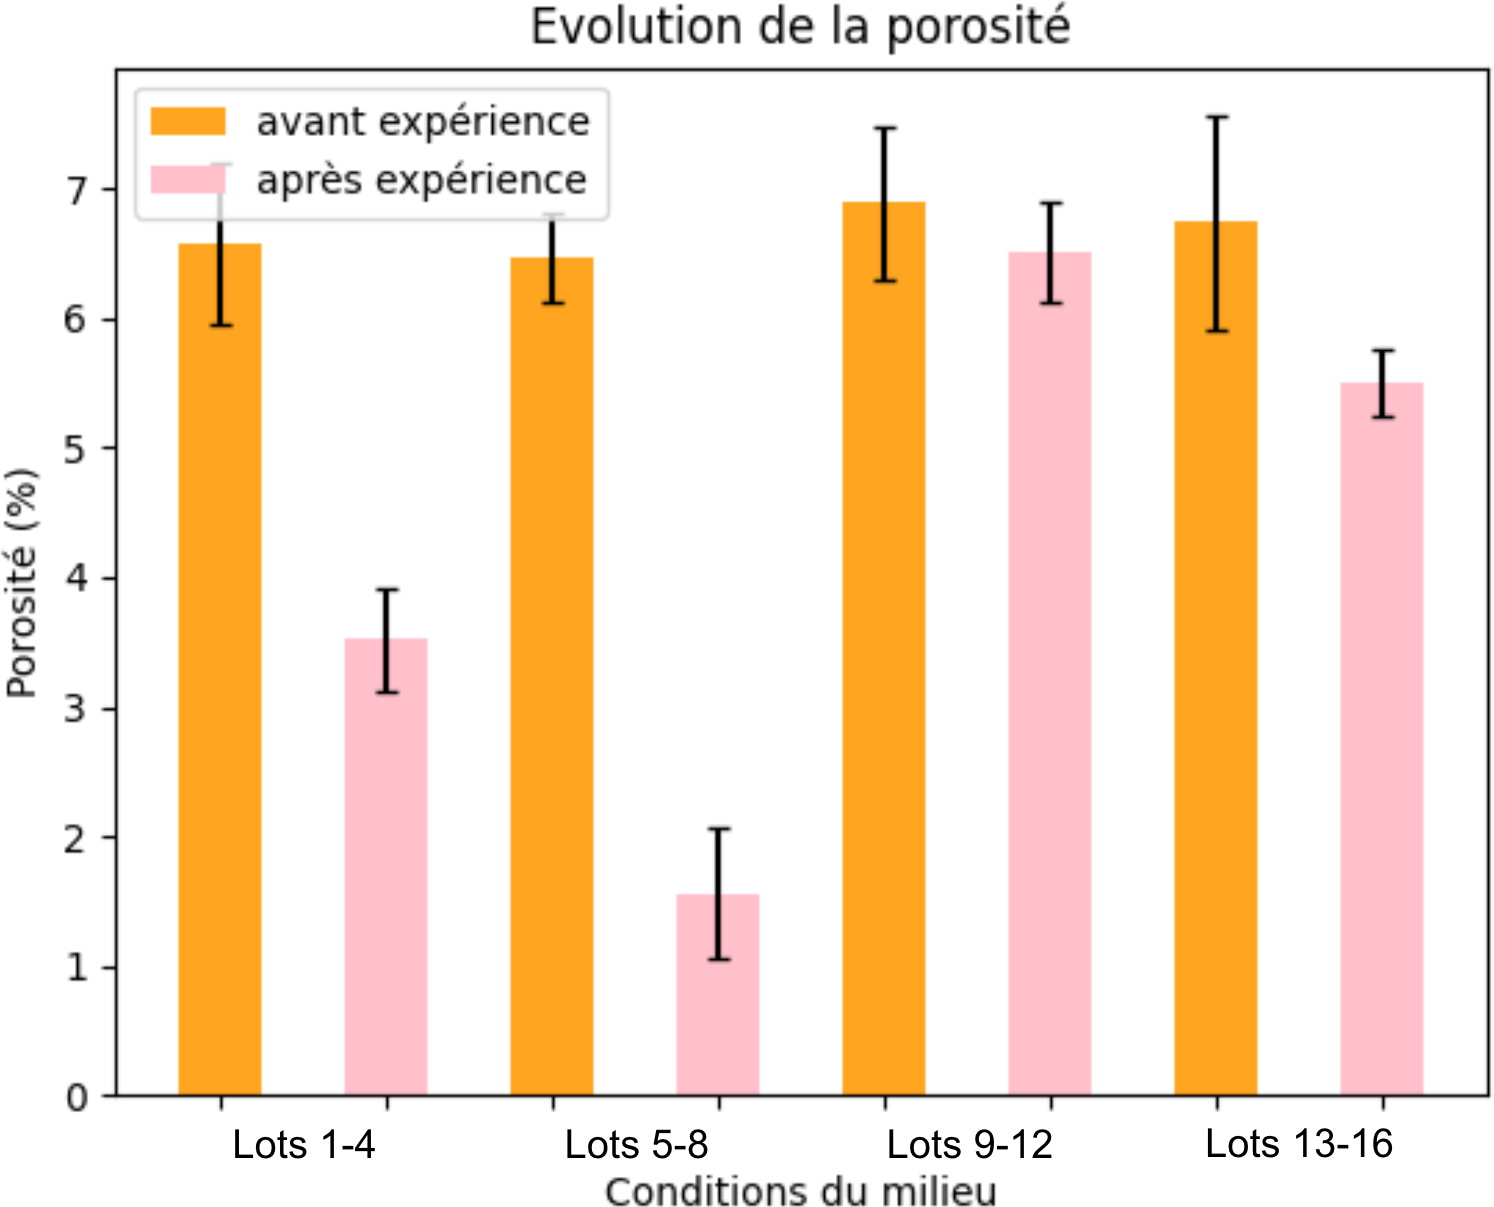 Evolution de la porosité
avant expérience
après expérience
Porosité (%)
7
6
5
4
3
2
1
0
Lots 1-4 Lots 5-8 Lots 9-12 Lots 13-16
Conditions du milieu